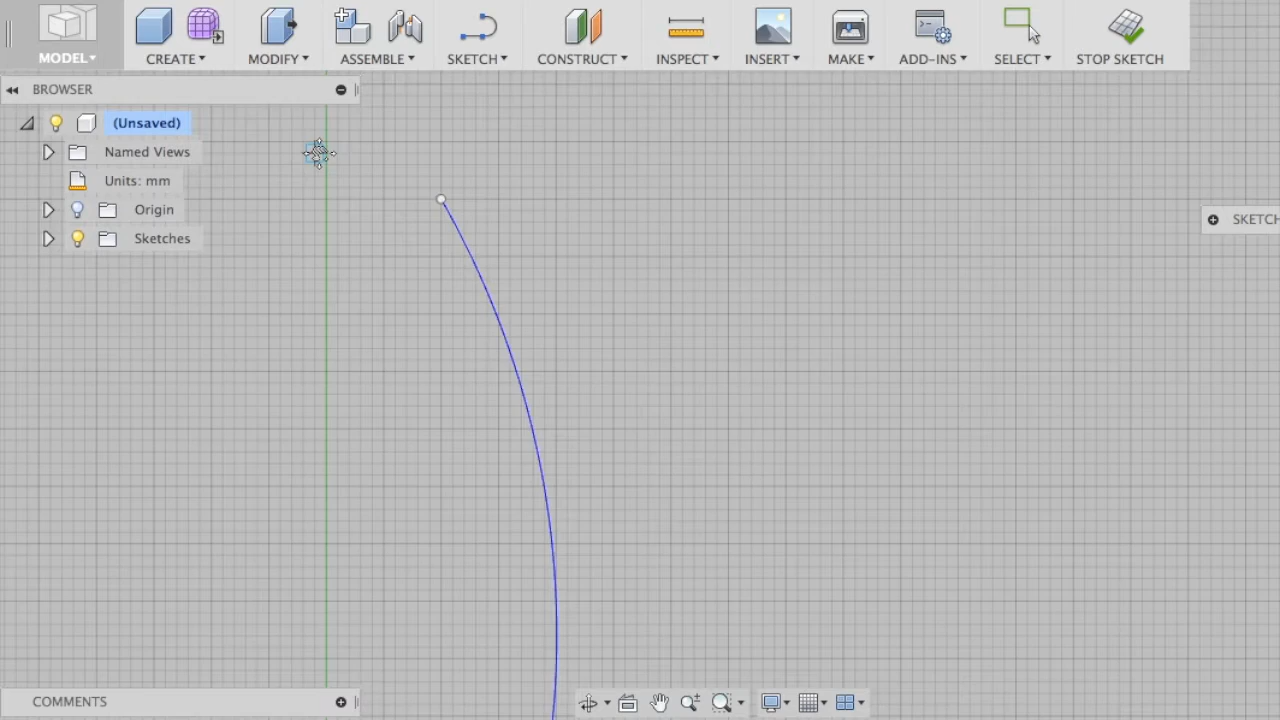 MODEL CREATE MODIFY ASSEMBLE SKETCH CONSTRUCT INSPECT INSERT MAKE ADD-INS SELECT STOP SKETCH
BROWSER
(Unsaved)
Named Views
Units: mm
Origin
SKETCH
Sketches
COMMENTS